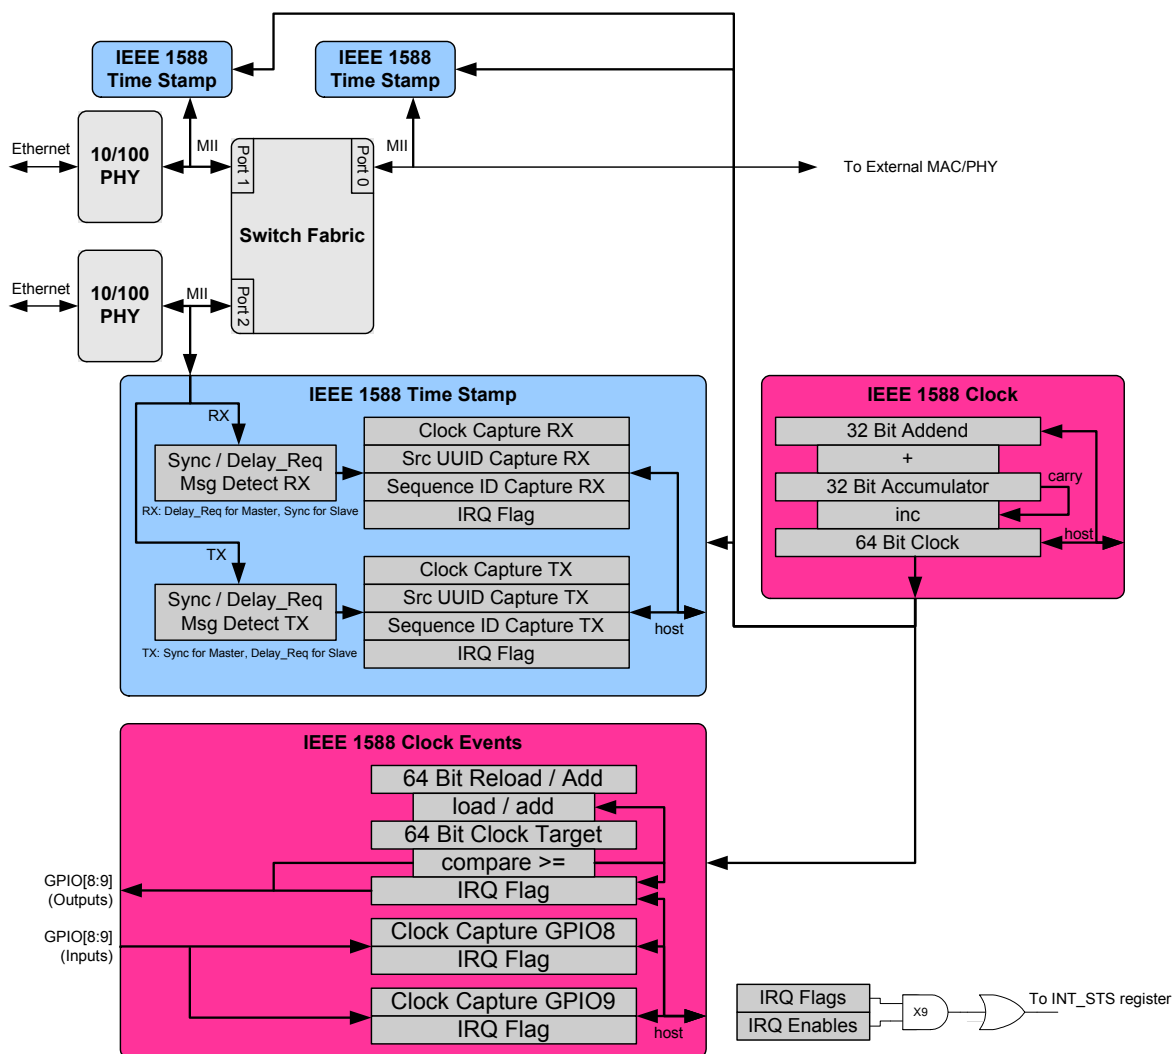 IEEE 1588
Time Stamp
IEEE 1588
Time Stamp
Ethernet
10/100
PHY
MII
Port 1
Port 0
Switch Fabric
To External MAC/PHY
Ethernet
10/100
PHY
MII
Port 2
IEEE 1588 Time Stamp
RX
Sync / Delay_Req
Msg Detect RX
RX: Delay_Req for Master, Sync for Slave
Clock Capture RX
Src UUID Capture RX
Sequence ID Capture RX
IRQ Flag
TX
Sync / Delay_Req
Msg Detect TX
TX: Sync for Master, Delay_Req for Slave
Clock Capture TX
Src UUID Capture TX
Sequence ID Capture TX
IRQ Flag
host
IEEE 1588 Clock
32 Bit Addend
+
32 Bit Accumulator
carry
inc
64 Bit Clock
host
IEEE 1588 Clock Events
64 Bit Reload / Add
load / add
64 Bit Clock Target
compare >=
IRQ Flag
GPIO[8:9]
(Outputs)
GPIO[8:9]
(Inputs)
Clock Capture GPIO8
IRQ Flag
Clock Capture GPIO9
IRQ Flag
host
IRQ Flags
IRQ Enables
X9
To INT_STS register